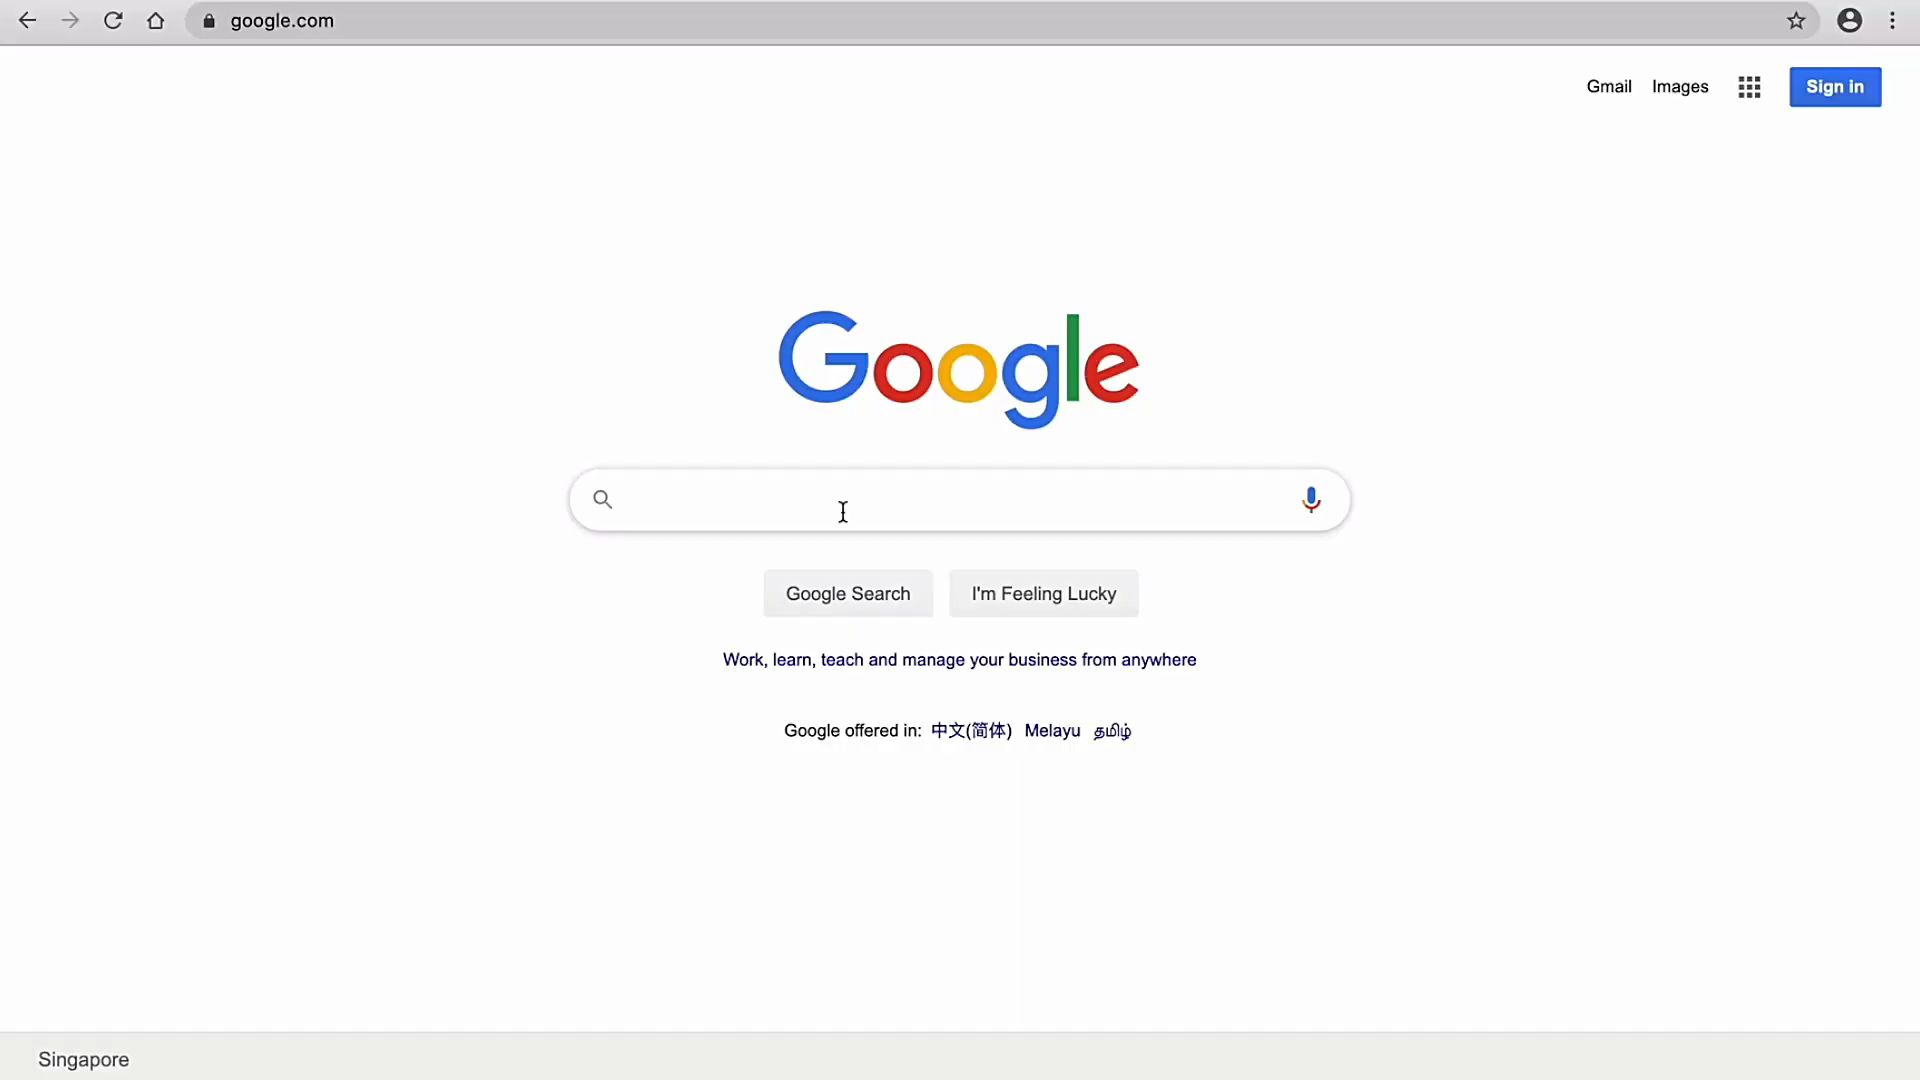 google.com
Gmail Images Sign in
Google
Google Search I'm Feeling Lucky
Work, learn, teach and manage your business from anywhere
Google offered in: 中文(简体) Melayu தமிழ்
Singapore